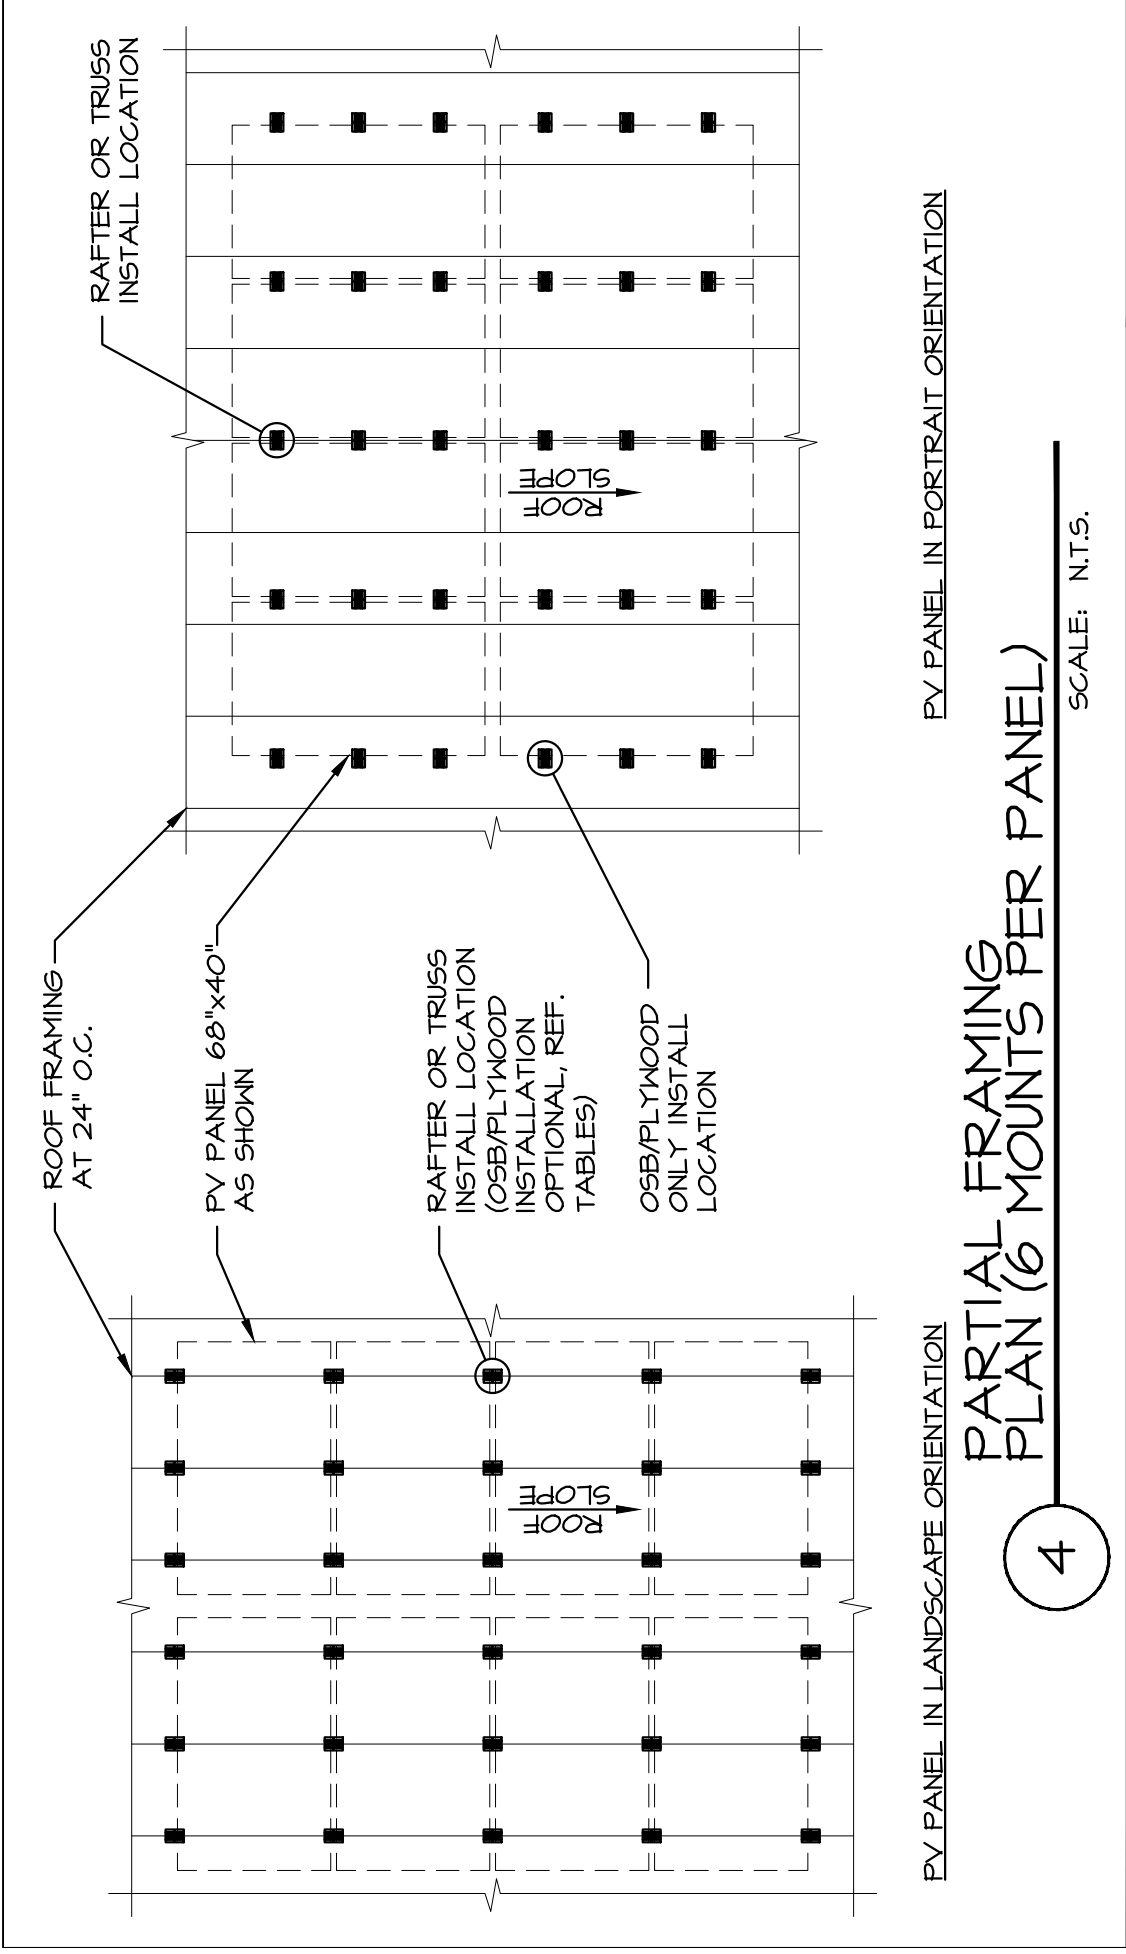 ROOF FRAMING
AT 24" O.C.
PV PANEL 68"x40"
AS SHOWN
RAFTER OR TRUSS
INSTALL LOCATION
(OSB/PLYWOOD
INSTALLATION
OPTIONAL, REF.
TABLES)
OSB/PLYWOOD
ONLY INSTALL
LOCATION
RAFTER OR TRUSS
INSTALL LOCATION
ROOF
SLOPE
ROOF
SLOPE
PV PANEL IN LANDSCAPE ORIENTATION
PV PANEL IN PORTRAIT ORIENTATION
4
PARTIAL FRAMING
PLAN (6 MOUNTS PER PANEL)
SCALE: N.T.S.